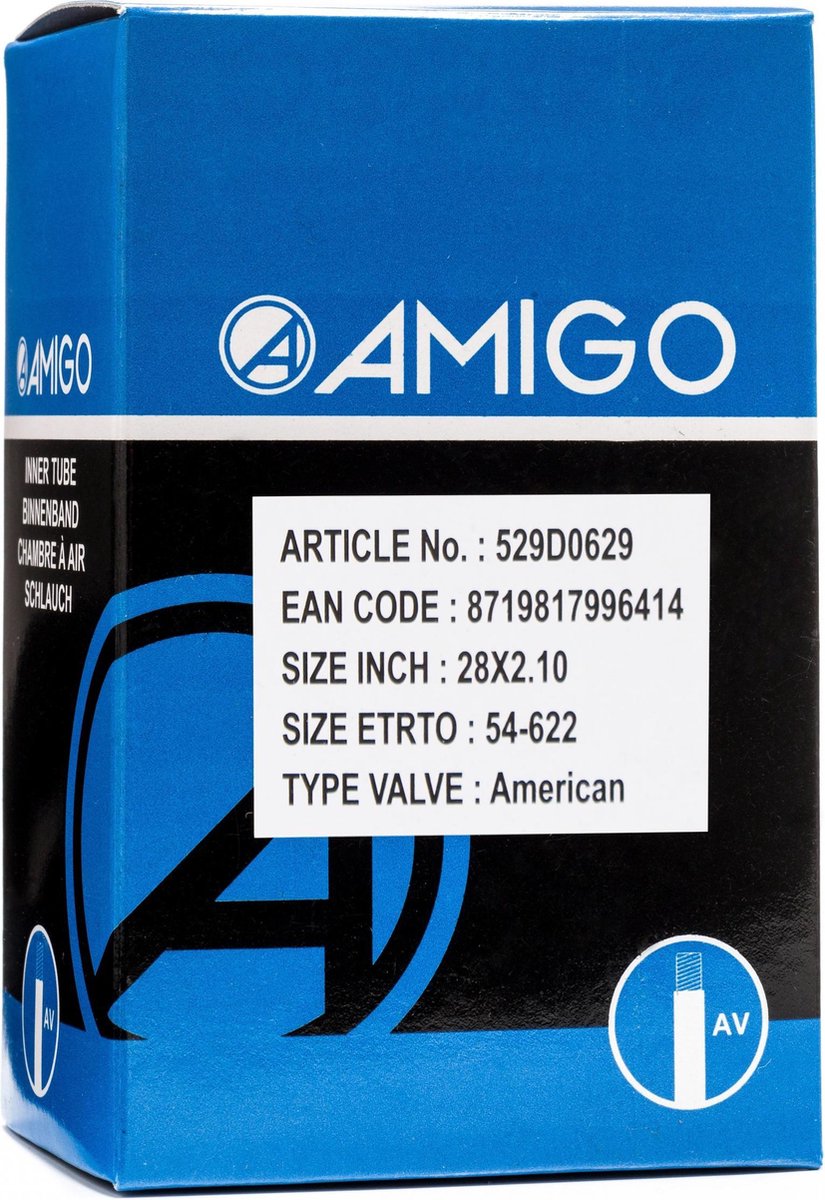 AMIGO
AMIGO
INNER TUBE
BINNENBAND
CHAMBRE À AIR
SCHLAUCH
ARTICLE No. : 529D0629
EAN CODE : 8719817996414
SIZE INCH : 28X2.10
SIZE ETRTO : 54-622
TYPE VALVE : American
AV
AV